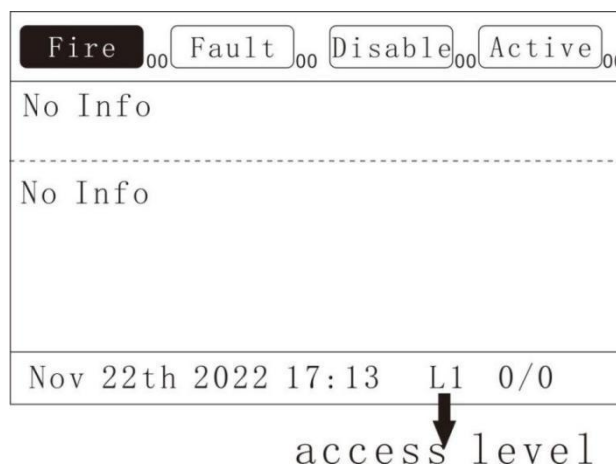 Fire 00 Fault 00 Disable 00 Active 00
No Info
No Info
Nov 22th 2022 17:13 L1 0/0
access level